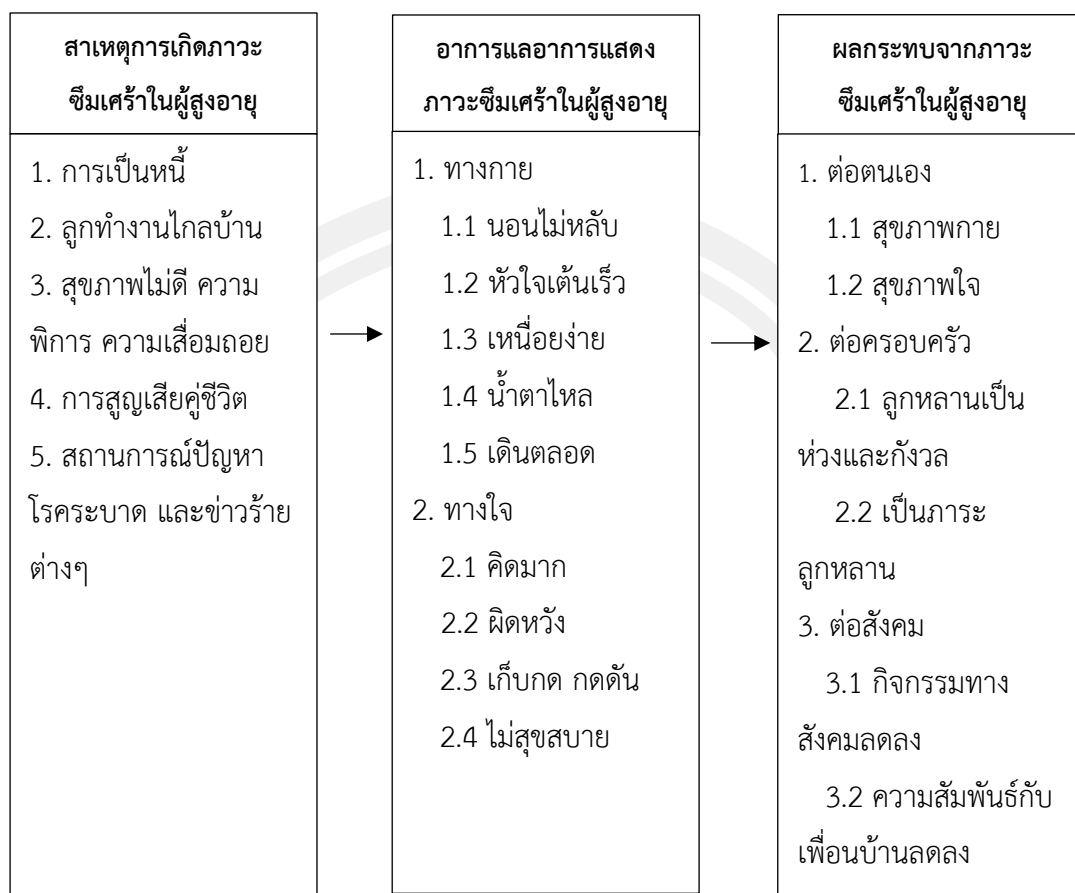 สาเหตุการเกิดภาวะ
ซึมเศร้าในผู้สูงอายุ
1. การเป็นหนี้
2. ลูกทำงานไกลบ้าน
3. สุขภาพไม่ดี ความ
พิการ ความเสื่อมถอย
4. การสูญเสียคู่ชีวิต
5. สถานการณ์ปัญหา
โรคระบาด และข่าวร้าย
ต่างๆ
อาการแลอาการแสดง
ภาวะซึมเศร้าในผู้สูงอายุ
1. ทางกาย
1.1 นอนไม่หลับ
1.2 หัวใจเต้นเร็ว
1.3 เหนื่อยง่าย
1.4 น้ำตาไหล
1.5 เดินตลอด
2. ทางใจ
2.1 คิดมาก
2.2 ผิดหวัง
2.3 เก็บกด กดดัน
2.4 ไม่สุขสบาย
ผลกระทบจากภาวะ
ซึมเศร้าในผู้สูงอายุ
1. ต่อตนเอง
1.1 สุขภาพกาย
1.2 สุขภาพใจ
2. ต่อครอบครัว
2.1 ลูกหลานเป็น
ห่วงและกังวล
2.2 เป็นภาระ
ลูกหลาน
3. ต่อสังคม
3.1 กิจกรรมทาง
สังคมลดลง
3.2 ความสัมพันธ์กับ
เพื่อนบ้านลดลง